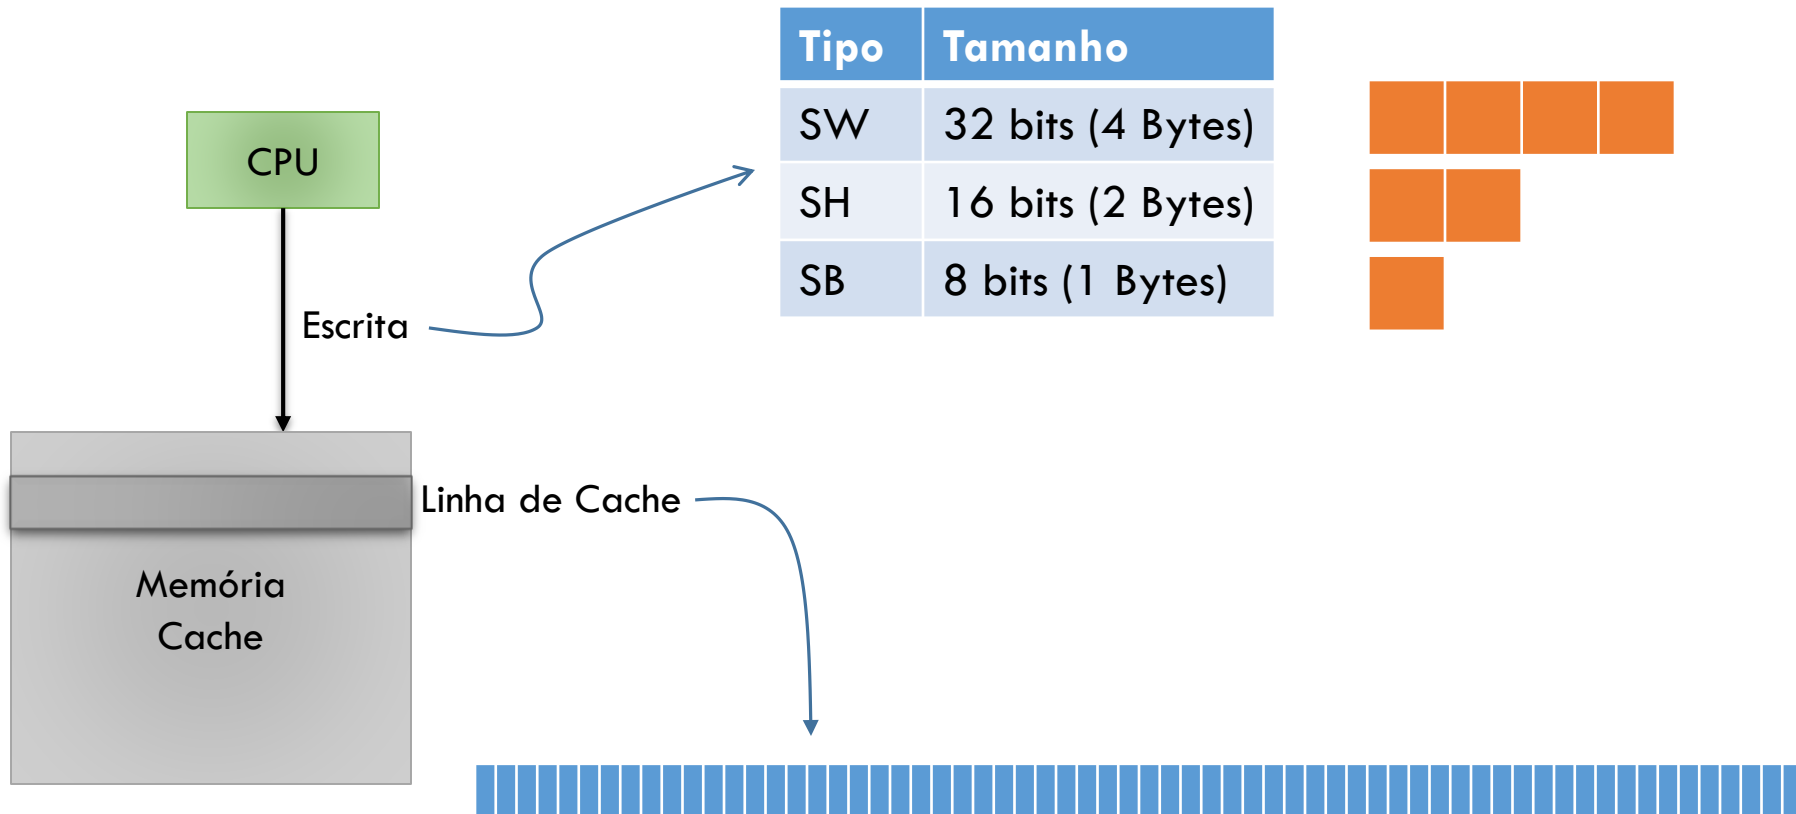 Tipo Tamanho
SW 32 bits (4 Bytes)
SH 16 bits (2 Bytes)
SB 8 bits (1 Bytes)
CPU
Escrita
Linha de Cache
Memória
Cache